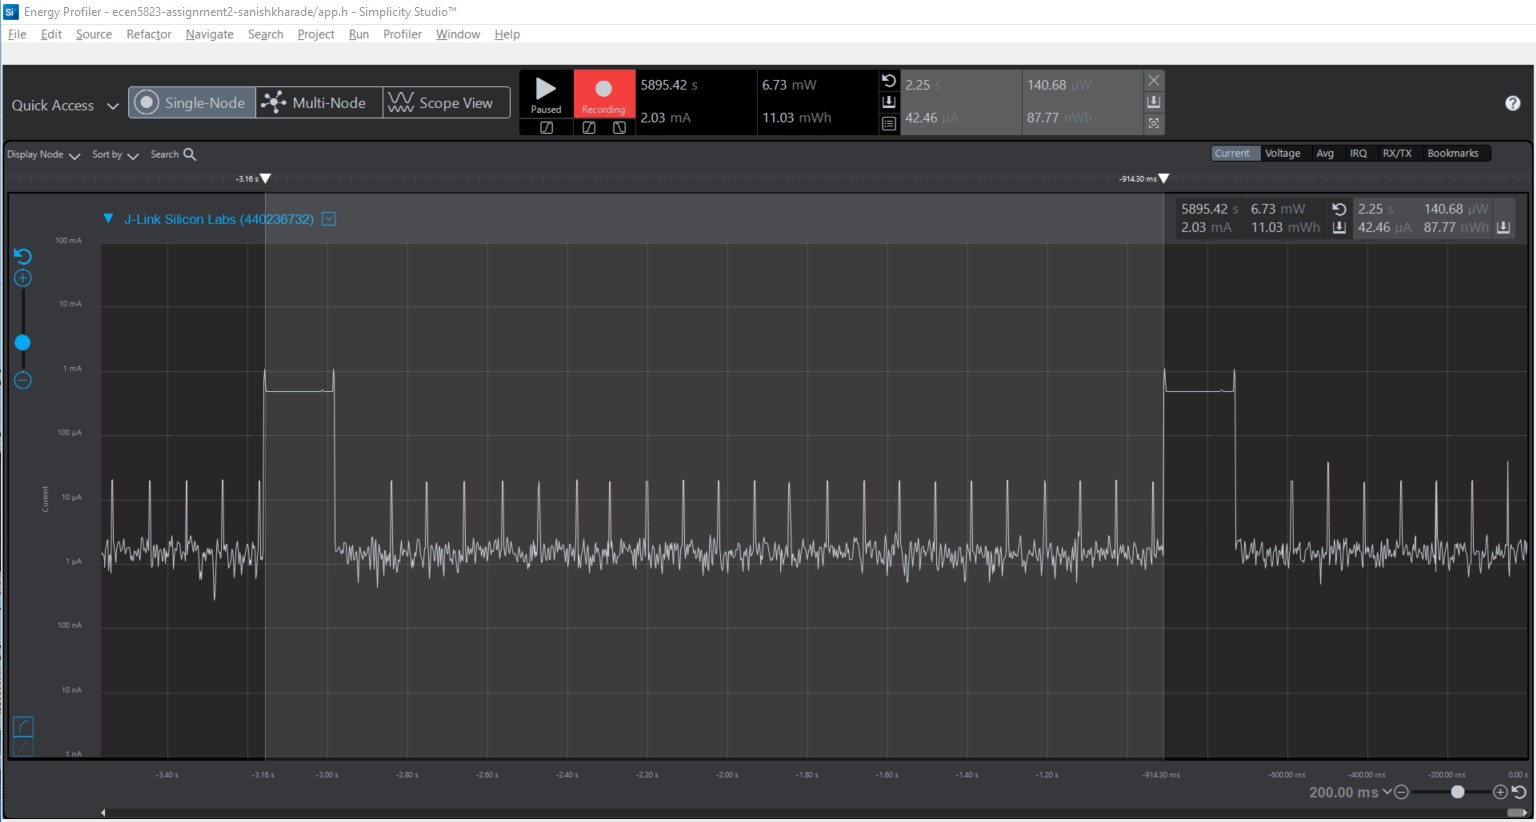 Si Energy Profiler - ecen5823-assignment2-sanishkharade/app.h - Simplicity Studio™
File Edit Source Refactor Navigate Search Project Run Profiler Window Help
Quick Access Single-Node Multi-Node Scope View
Paused Recording
5895.42 s 6.73 mW 2.25 s 140.68 µW
2.03 mA 11.03 mWh 42.46 µA 87.77 nWh
?
Display Node Sort by Search
Current Voltage Avg IRQ RX/TX Bookmarks
-3.16 s -914.30 ms
J-Link Silicon Labs (440236732)
5895.42 s 6.73 mW 2.25 s 140.68 µW
2.03 mA 11.03 mWh 42.46 µA 87.77 nWh
100 mA
10 mA
1 mA
100 µA
10 µA
Current
1 µA
100 nA
10 nA
1 nA
-3.40 s -3.16 s -3.00 s -2.80 s -2.60 s -2.40 s -2.20 s -2.00 s -1.80 s -1.60 s -1.40 s -1.20 s -914.30 ms -600.00 ms -400.00 ms -200.00 ms 0.00 s
200.00 ms